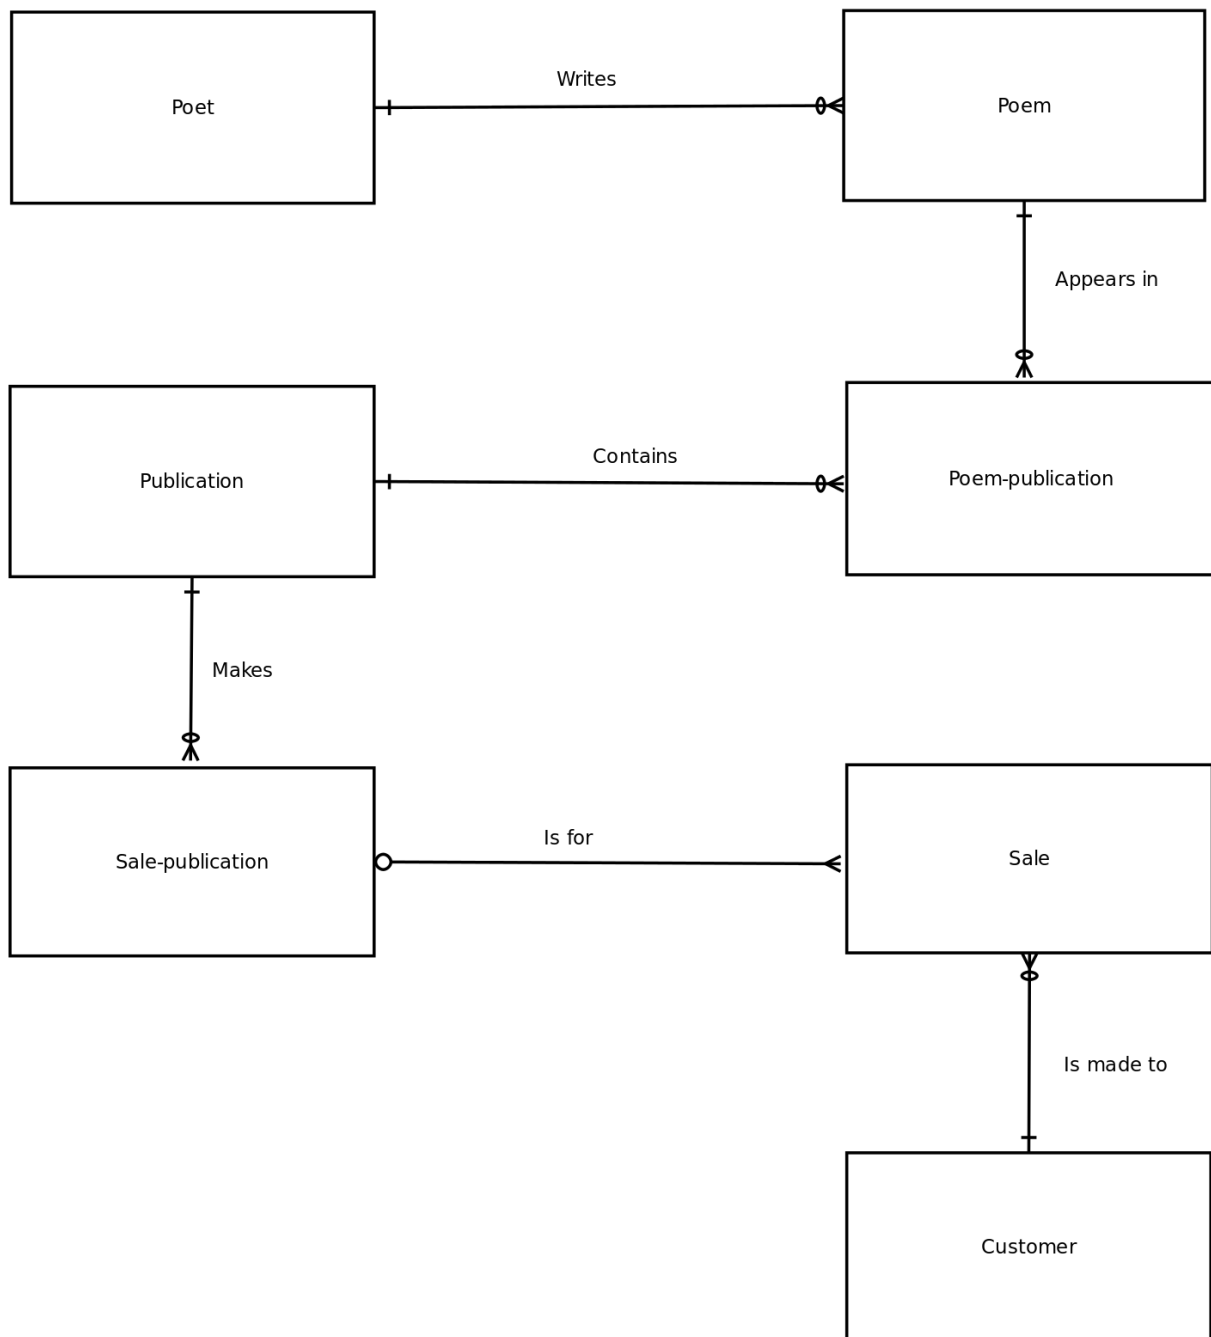 Writes
Poet
Poem
Appears in
Contains
Publication
Poem-publication
Makes
Is for
Sale-publication
Sale
Is made to
Customer